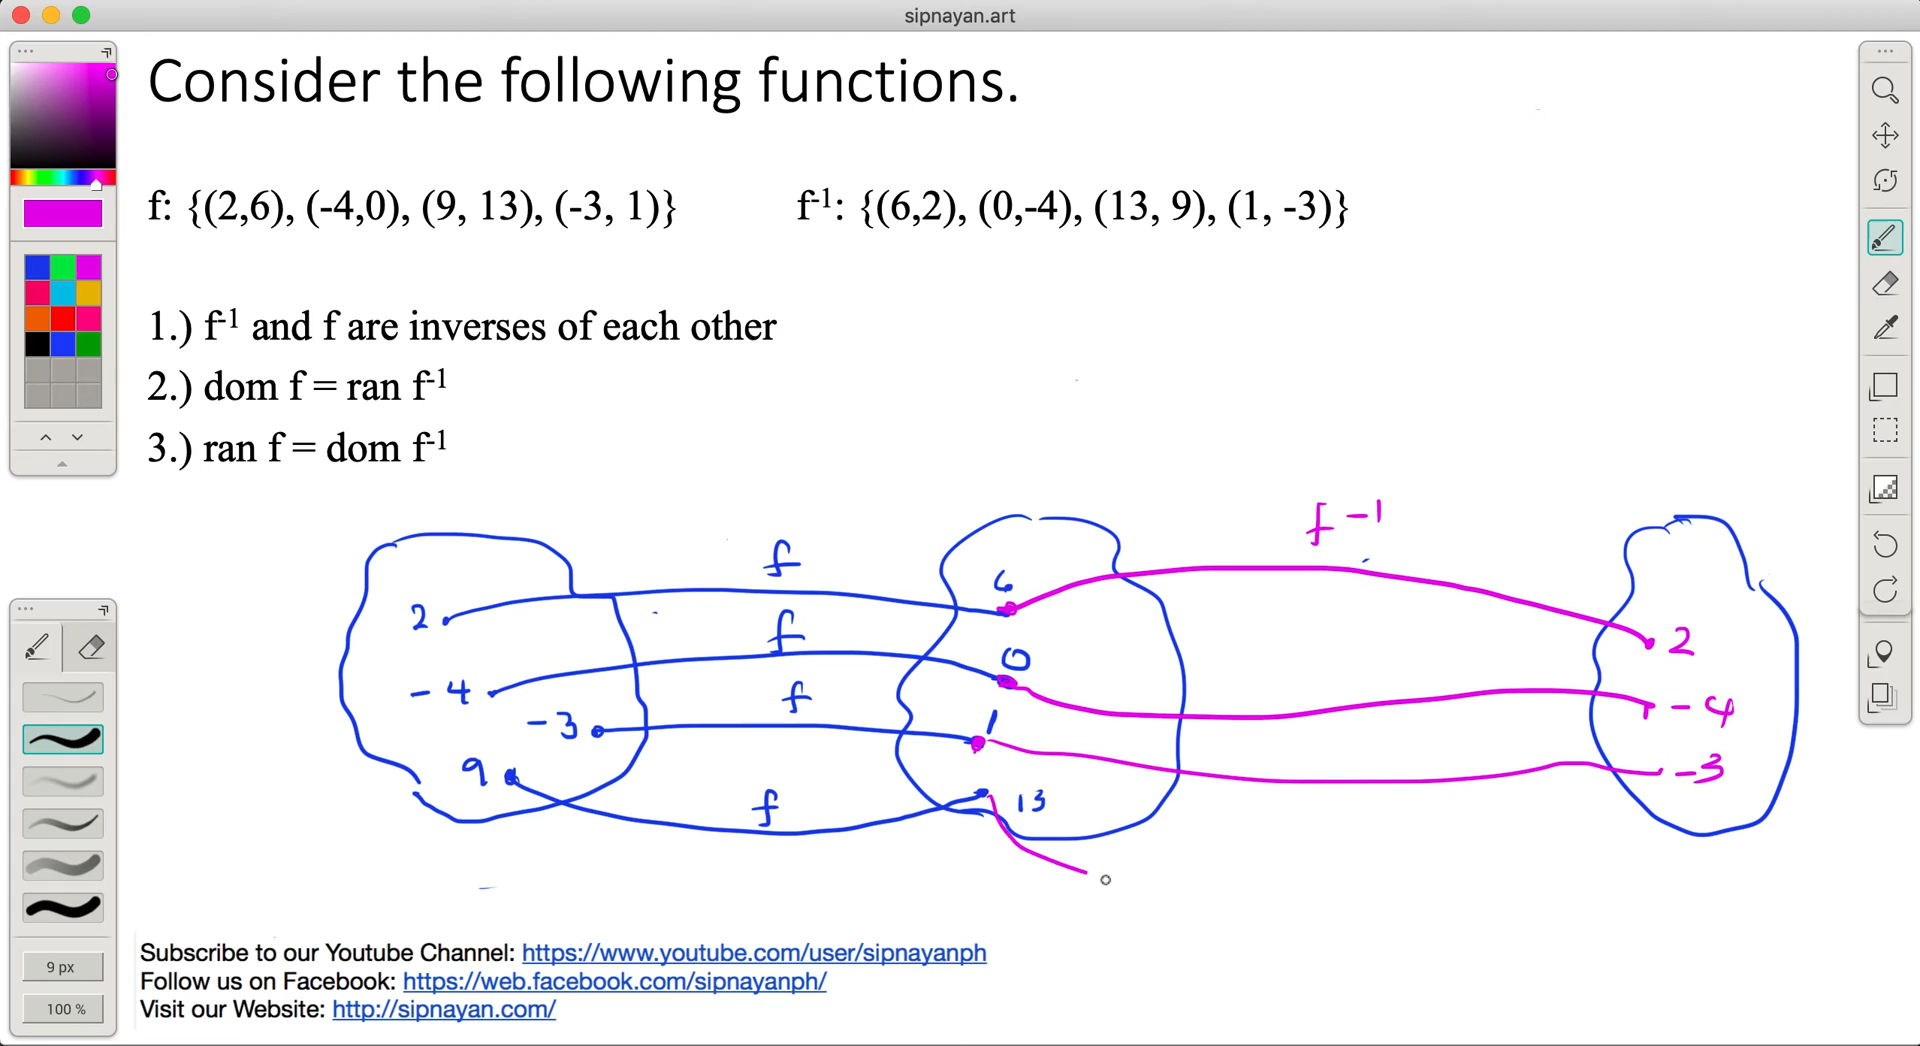 sipnayan.art
Consider the following functions.
f: {(2,6), (-4,0), (9, 13), (-3, 1)} f⁻¹: {(6,2), (0,-4), (13, 9), (1, -3)}
1.) f⁻¹ and f are inverses of each other
2.) dom f = ran f⁻¹
3.) ran f = dom f⁻¹
f⁻¹
f
6
2 f 2
0
-4 f -4
-3 1
9 -3
f 13
Subscribe to our Youtube Channel: https://www.youtube.com/user/sipnayanph
Follow us on Facebook: https://web.facebook.com/sipnayanph/
Visit our Website: http://sipnayan.com/
9 px
100 %